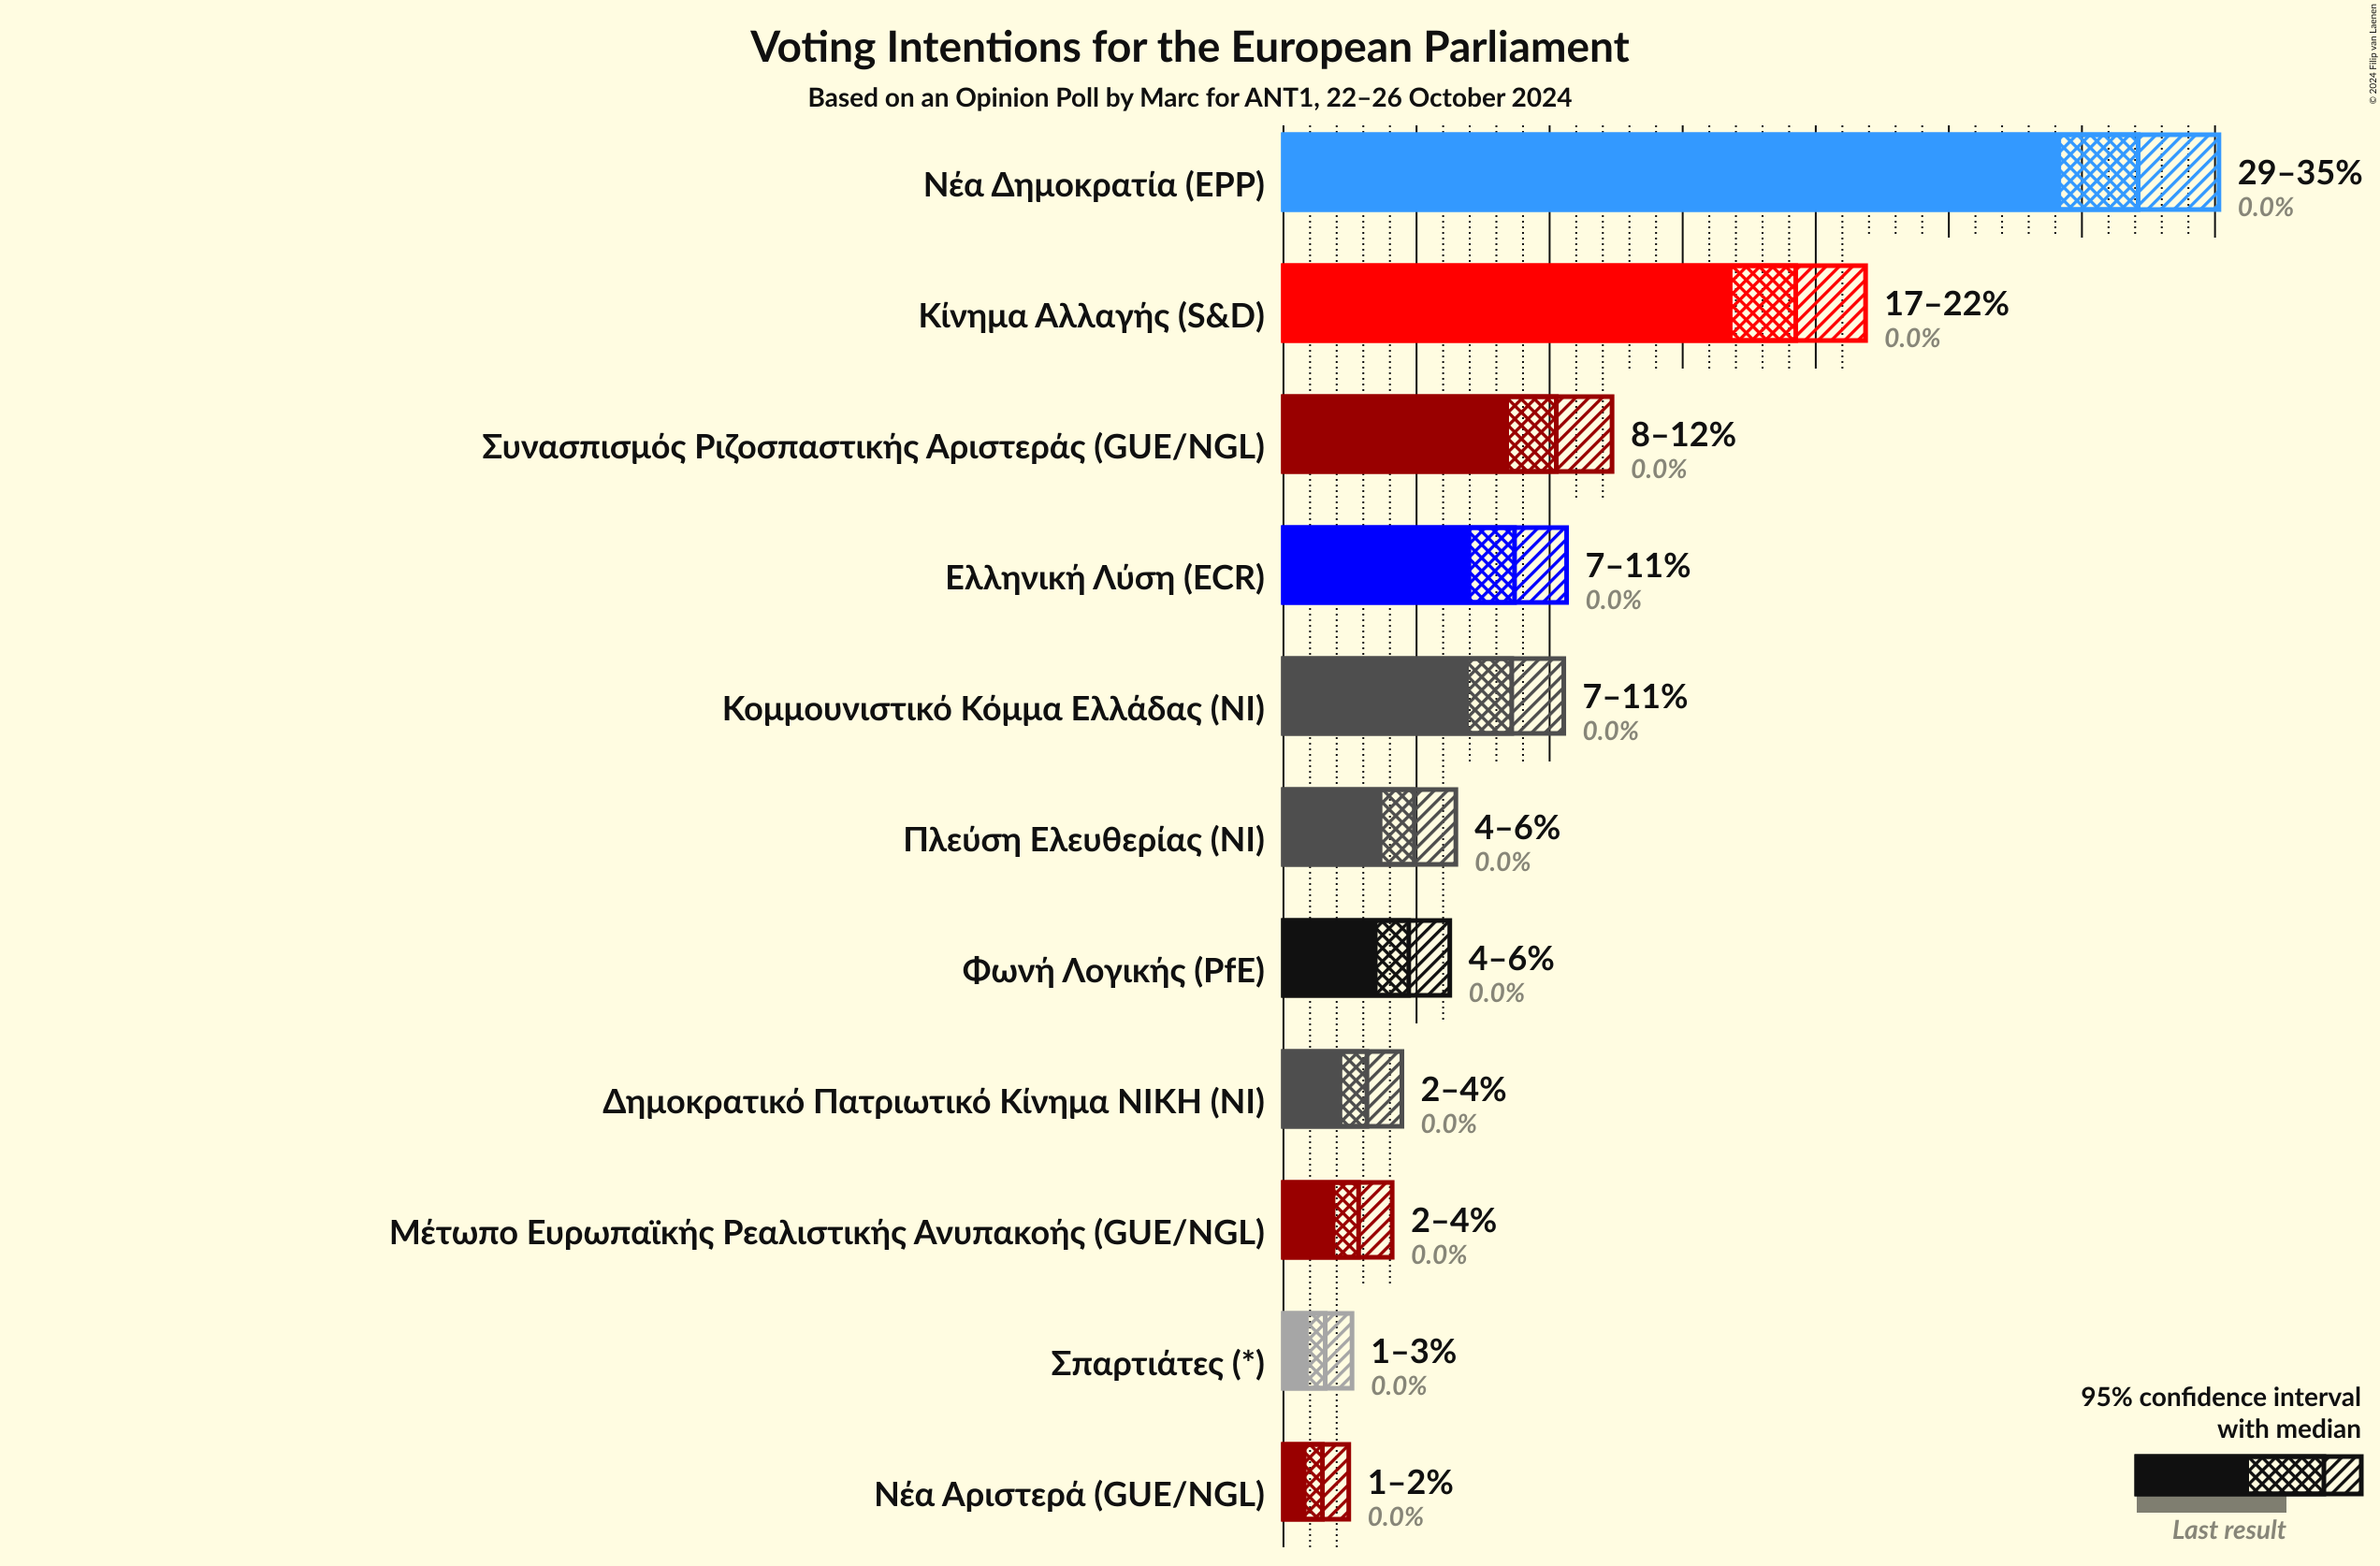 Voting Intentions for the European Parliament
Based on an Opinion Poll by Marc for ANT1, 22–26 October 2024
© 2024 Filip van Laenen
Νέα Δημοκρατία (EPP)
29–35%
0.0%
Κίνημα Αλλαγής (S&D)
17–22%
0.0%
Συνασπισμός Ριζοσπαστικής Αριστεράς (GUE/NGL)
8–12%
0.0%
Ελληνική Λύση (ECR)
7–11%
0.0%
Κομμουνιστικό Κόμμα Ελλάδας (NI)
7–11%
0.0%
Πλεύση Ελευθερίας (NI)
4–6%
0.0%
Φωνή Λογικής (PfE)
4–6%
0.0%
Δημοκρατικό Πατριωτικό Κίνημα ΝΙΚΗ (NI)
2–4%
0.0%
Μέτωπο Ευρωπαϊκής Ρεαλιστικής Ανυπακοής (GUE/NGL)
2–4%
0.0%
Σπαρτιάτες (*)
1–3%
0.0%
Νέα Αριστερά (GUE/NGL)
1–2%
0.0%
95% confidence interval
with median
Last result